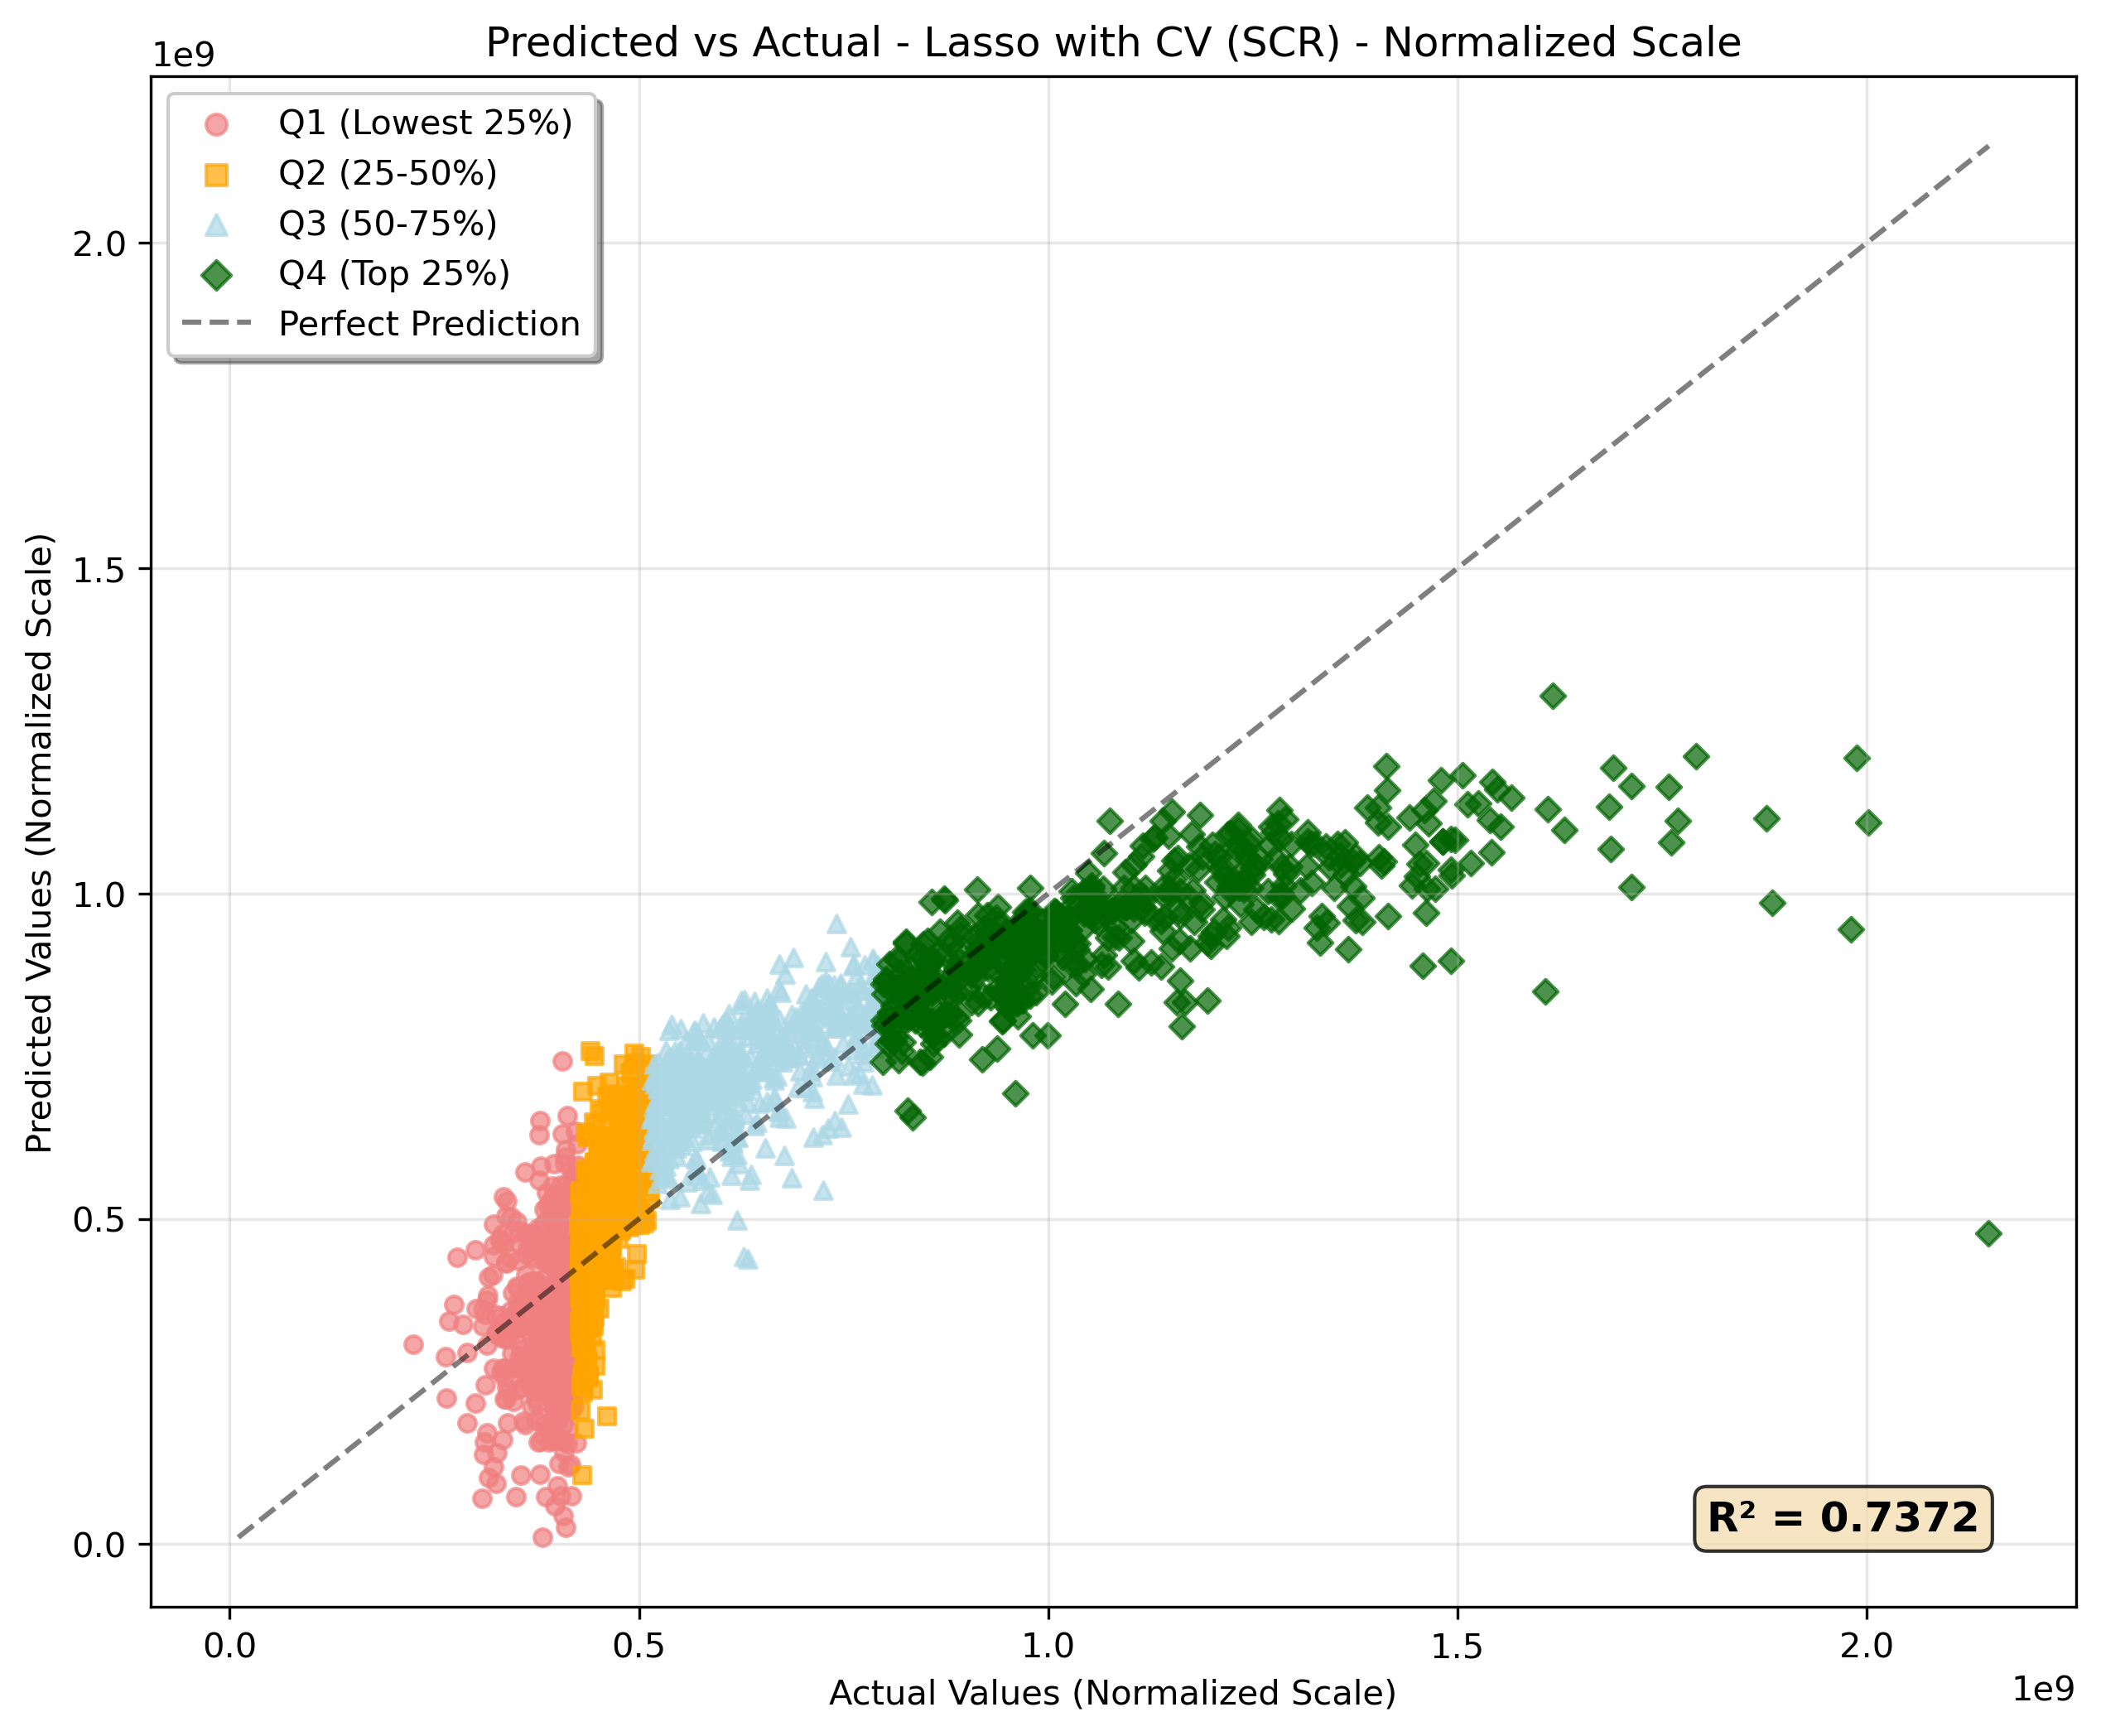 Predicted vs Actual - Lasso with CV (SCR) - Normalized Scale
1e9
Q1 (Lowest 25%)
Q2 (25-50%)
Q3 (50-75%)
Q4 (Top 25%)
Perfect Prediction
2.0
1.5
1.0
0.5
0.0
Predicted Values (Normalized Scale)
R² = 0.7372
0.0 0.5 1.0 1.5 2.0
1e9
Actual Values (Normalized Scale)